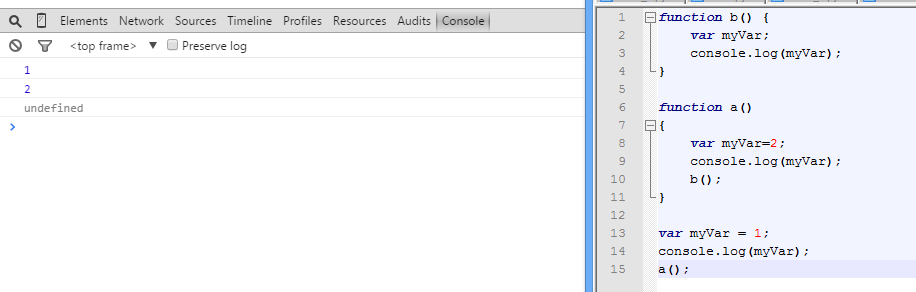 Elements Network Sources Timeline Profiles Resources Audits Console
<top frame> ▼ Preserve log
1
2
undefined
>
1 function b() {
2 var myVar;
3 console.log(myVar);
4 }
5
6 function a()
7 {
8 var myVar=2;
9 console.log(myVar);
10 b();
11 }
12
13 var myVar = 1;
14 console.log(myVar);
15 a();